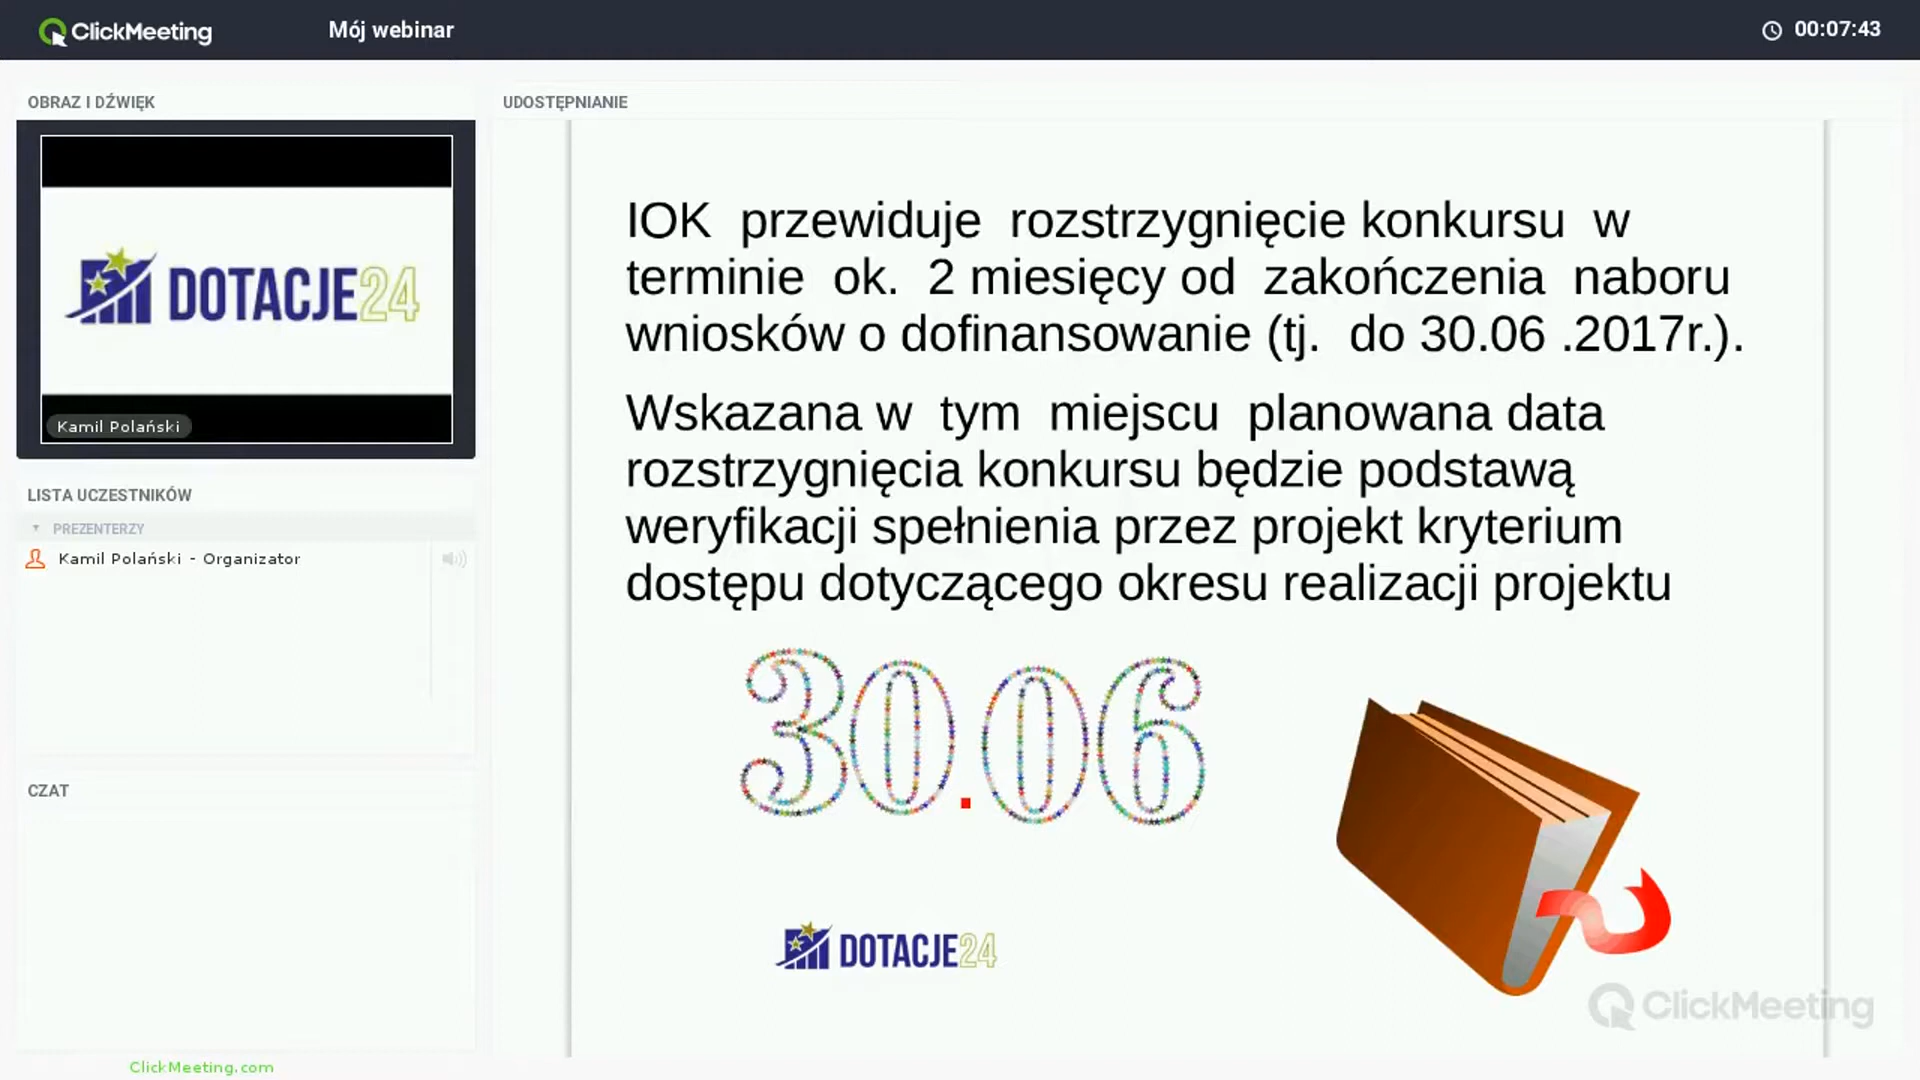 ClickMeeting
Mój webinar
00:07:43
OBRAZ I DŹWIĘK
DOTACJE24
Kamil Polański
LISTA UCZESTNIKÓW
PREZENTERZY
Kamil Polański - Organizator
CZAT
ClickMeeting.com
UDOSTĘPNIANIE
IOK przewiduje rozstrzygnięcie konkursu w
terminie ok. 2 miesięcy od zakończenia naboru
wniosków o dofinansowanie (tj. do 30.06 .2017r.).
Wskazana w tym miejscu planowana data
rozstrzygnięcia konkursu będzie podstawą
weryfikacji spełnienia przez projekt kryterium
dostępu dotyczącego okresu realizacji projektu
30.06
DOTACJE24
ClickMeeting